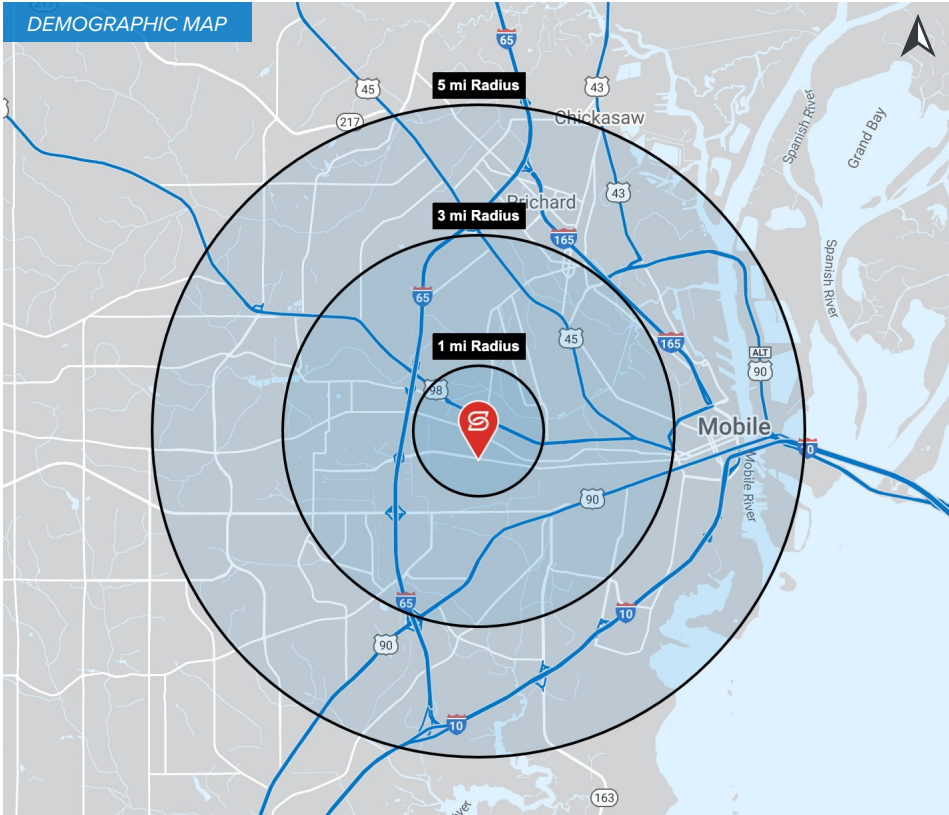 217
DEMOGRAPHIC MAP
65
45
5 mi Radius
43
217
Chickasaw
Spanish River
Grand Bay
43
Prichard
3 mi Radius
165
Spanish River
65
45
165
1 mi Radius
ALT
90
98
Mobile
90
Mobile River
65
10
90
10
163